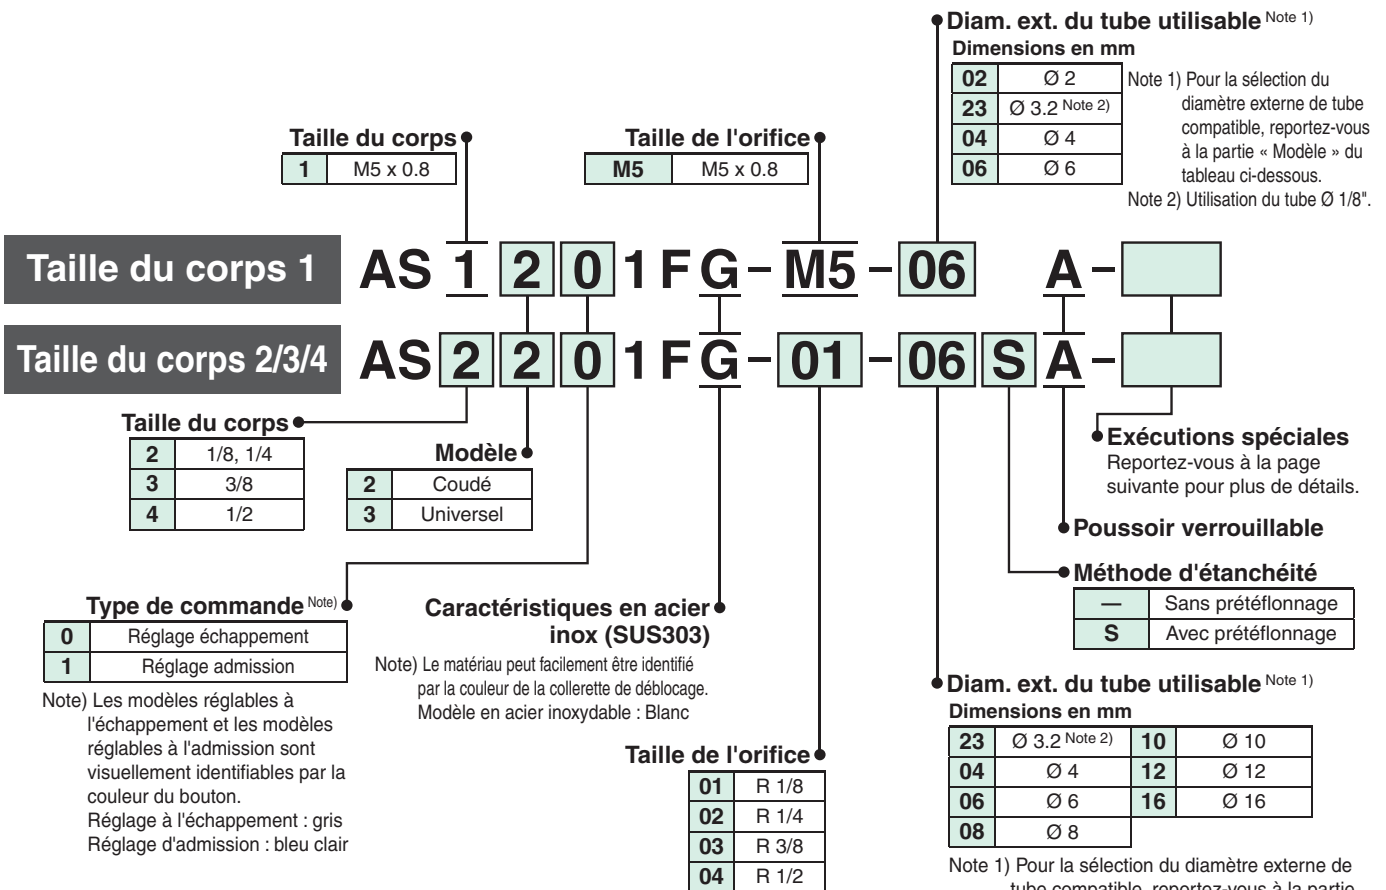 Diam. ext. du tube utilisable Note 1)
Dimensions en mm
02 Ø 2
23 Ø 3.2 Note 2)
04 Ø 4
06 Ø 6
Note 1) Pour la sélection du
diamètre externe de tube
compatible, reportez-vous
à la partie « Modèle » du
tableau ci-dessous.
Note 2) Utilisation du tube Ø 1/8".
Taille du corps
1 M5 x 0.8
Taille de l'orifice
M5 M5 x 0.8
Taille du corps 1 AS 1 2 0 1 F G – M5 – 06 A –
Taille du corps 2/3/4 AS 2 2 0 1 F G – 01 – 06 S A –
Taille du corps
2 1/8, 1/4
3 3/8
4 1/2
Modèle
2 Coudé
3 Universel
Exécutions spéciales
Reportez-vous à la page
suivante pour plus de détails.
Poussoir verrouillable
Méthode d'étanchéité
— Sans prétéflonnage
S Avec prétéflonnage
Type de commande Note)
0 Réglage échappement
1 Réglage admission
Note) Les modèles réglables à
l'échappement et les modèles
réglables à l'admission sont
visuellement identifiables par la
couleur du bouton.
Réglage à l'échappement : gris
Réglage d'admission : bleu clair
Caractéristiques en acier
inox (SUS303)
Note) Le matériau peut facilement être identifié
par la couleur de la collerette de déblocage.
Modèle en acier inoxydable : Blanc
Taille de l'orifice
01 R 1/8
02 R 1/4
03 R 3/8
04 R 1/2
Diam. ext. du tube utilisable Note 1)
Dimensions en mm
23 Ø 3.2 Note 2) 10 Ø 10
04 Ø 4 12 Ø 12
06 Ø 6 16 Ø 16
08 Ø 8
Note 1) Pour la sélection du diamètre externe de
tube compatible, reportez-vous à la partie